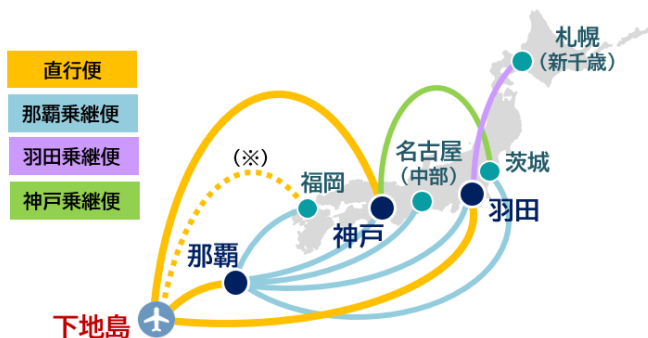 直行便
那覇乗継便
羽田乗継便
神戸乗継便
札幌
（新千歳）
（※）
名古屋
（中部）
茨城
福岡
神戸
羽田
那覇
下地島